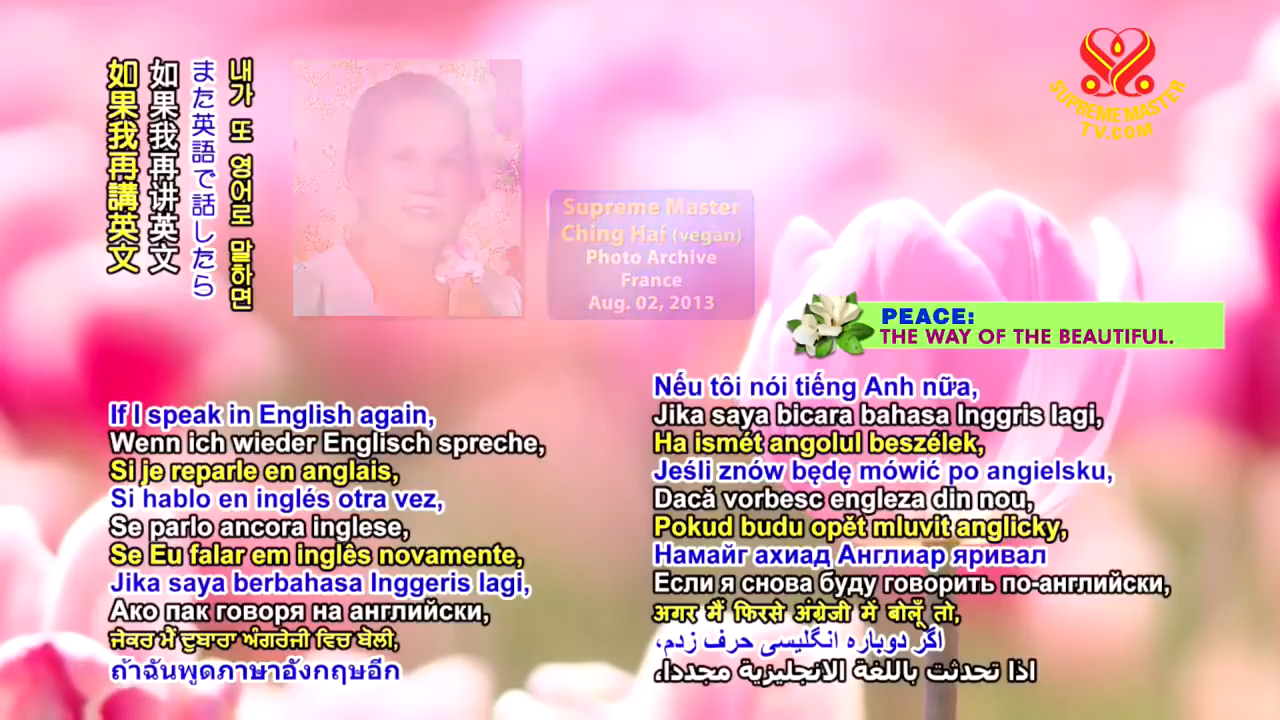 如果我再講英文
如果我再讲英文
また英語で話したら
내가 또 영어로 말하면
Supreme Master
Ching Hai (vegan)
Photo Archive
France
Aug. 02, 2013
SUPREME MASTER
TV.COM
PEACE:
THE WAY OF THE BEAUTIFUL.
If I speak in English again,
Wenn ich wieder Englisch spreche,
Si je reparle en anglais,
Si hablo en inglés otra vez,
Se parlo ancora inglese,
Se Eu falar em inglês novamente,
Jika saya berbahasa Inggeris lagi,
Ако пак говоря на английски,
ਜੇਕਰ ਮੈਂ ਦੁਬਾਰਾ ਅੰਗਰੇਜੀ ਵਿਚ ਬੋਲੀ,
ถ้าฉันพูดภาษาอังกฤษอีก
Nếu tôi nói tiếng Anh nữa,
Jika saya bicara bahasa Inggris lagi,
Ha ismét angolul beszélek,
Jeśli znów będę mówić po angielsku,
Dacă vorbesc engleza din nou,
Pokud budu opět mluvit anglicky,
Намайг ахиад Англиар яривал
Если я снова буду говорить по-английски,
अगर मैं फिरसे अंग्रेजी में बोलूँ तो,
اگر دوباره انگلیسی حرف زدم،
اذا تحدثت باللغة الانجليزية مجددا،